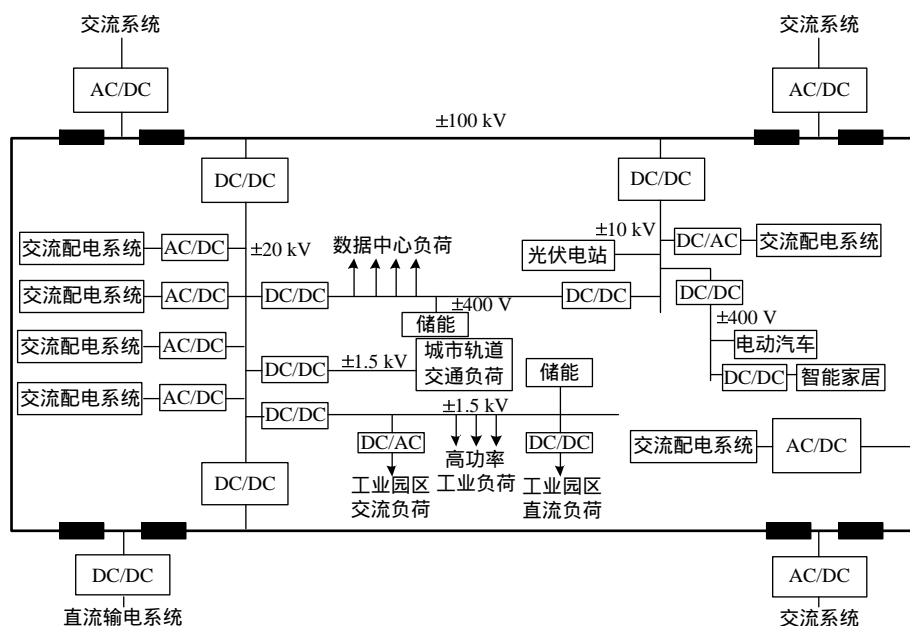 交流系统
交流系统
AC/DC
AC/DC
±100 kV
DC/DC
DC/DC
交流配电系统
AC/DC
±20 kV
数据中心负荷
光伏电站
±10 kV
DC/AC
交流配电系统
交流配电系统
AC/DC
DC/DC
±400 V
DC/DC
DC/DC
储能
±400 V
电动汽车
交流配电系统
AC/DC
DC/DC
±1.5 kV
城市轨道
交通负荷
储能
DC/DC
智能家居
交流配电系统
AC/DC
DC/DC
±1.5 kV
DC/AC
高功率
工业负荷
DC/DC
交流配电系统
AC/DC
DC/DC
工业园区
交流负荷
工业园区
直流负荷
DC/DC
直流输电系统
AC/DC
交流系统